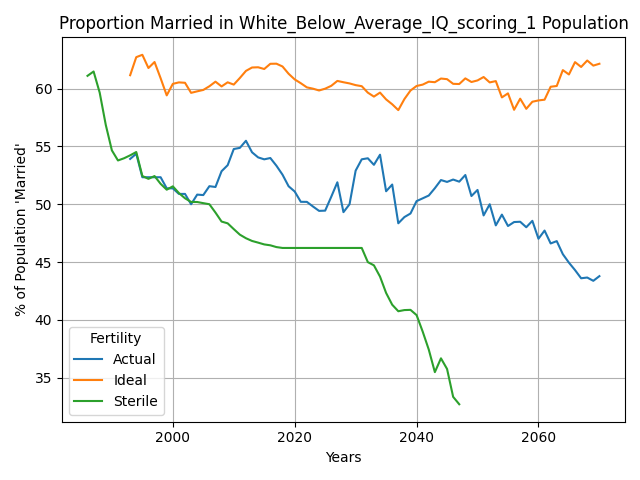 Proportion Married in White_Below_Average_IQ_scoring_1 Population
% of Population 'Married'
60
55
50
45
40
35
Fertility
Actual
Ideal
Sterile
2000
2020
2040
2060
Years